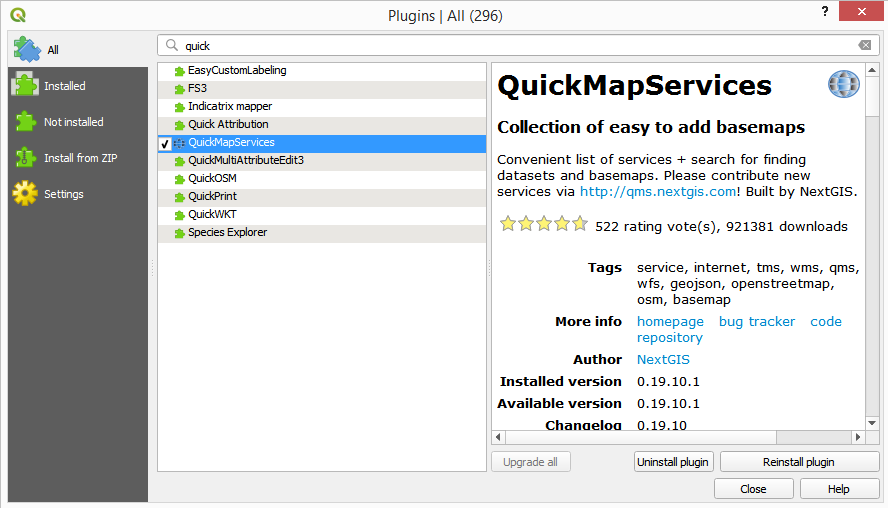 Plugins | All (296)
?
All
Installed
Not installed
Install from ZIP
Settings
quick
EasyCustomLabeling
FS3
Indicatrix mapper
Quick Attribution
QuickMapServices
QuickMultiAttributeEdit3
QuickOSM
QuickPrint
QuickWKT
Species Explorer
QuickMapServices
Collection of easy to add basemaps
Convenient list of services + search for finding
datasets and basemaps. Please contribute new
services via http://qms.nextgis.com! Built by NextGIS.
522 rating vote(s), 921381 downloads
Tags service, internet, tms, wms, qms,
wfs, geojson, openstreetmap,
osm, basemap
More info homepage bug tracker code
repository
Author NextGIS
Installed version 0.19.10.1
Available version 0.19.10.1
Changelog 0.19.10
Upgrade all Uninstall plugin Reinstall plugin
Close Help